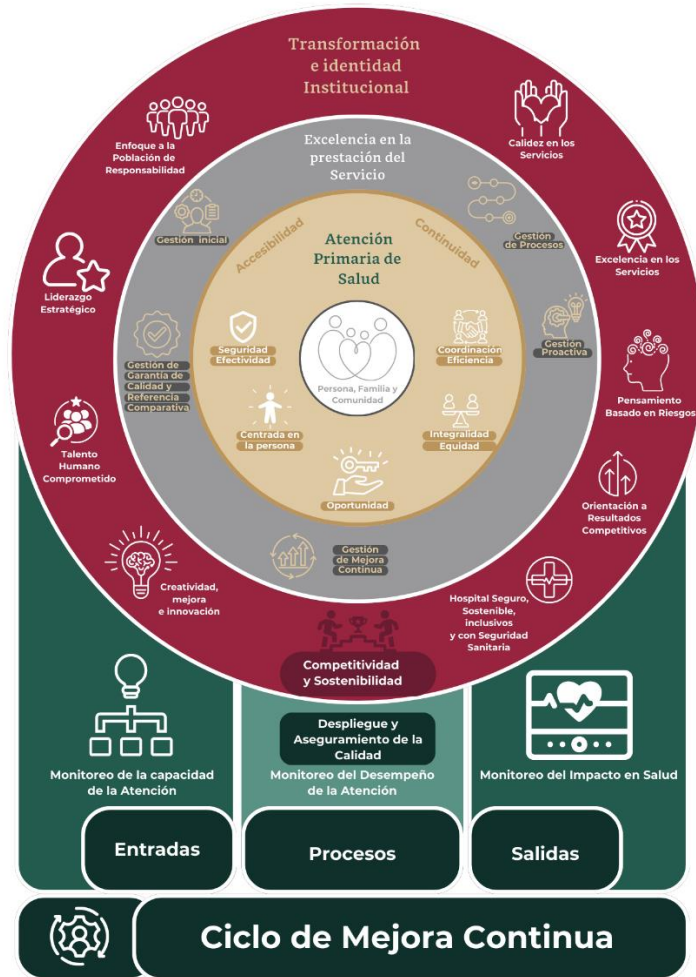 Transformación
e identidad
Institucional
Enfoque a la
Población de
Responsabilidad
Calidez en los
Servicios
Excelencia en la
prestación del
Servicio
Gestión inicial
Gestión
de Procesos
Accesibilidad
Continuidad
Atención
Primaria de
Salud
Liderazgo
Estratégico
Excelencia en los
Servicios
Seguridad
Efectividad
Coordinación
Eficiencia
Gestión
Proactiva
Gestión de
Garantía de
Calidad y
Referencia
Comparativa
Persona, Familia y
Comunidad
Pensamiento
Basado en Riesgos
Centrada en
la persona
Integralidad
Equidad
Talento
Humano
Comprometido
Oportunidad
Orientación a
Resultados
Competitivos
Gestión
de Mejora
Continua
Creatividad,
mejora
e innovación
Hospital Seguro,
Sostenible,
inclusivos
y con Seguridad
Sanitaria
Competitividad
y Sostenibilidad
Despliegue y
Aseguramiento de la
Calidad
Monitoreo de la capacidad
de la Atención
Monitoreo del Desempeño
de la Atención
Monitoreo del Impacto en Salud
Entradas
Procesos
Salidas
Ciclo de Mejora Continua